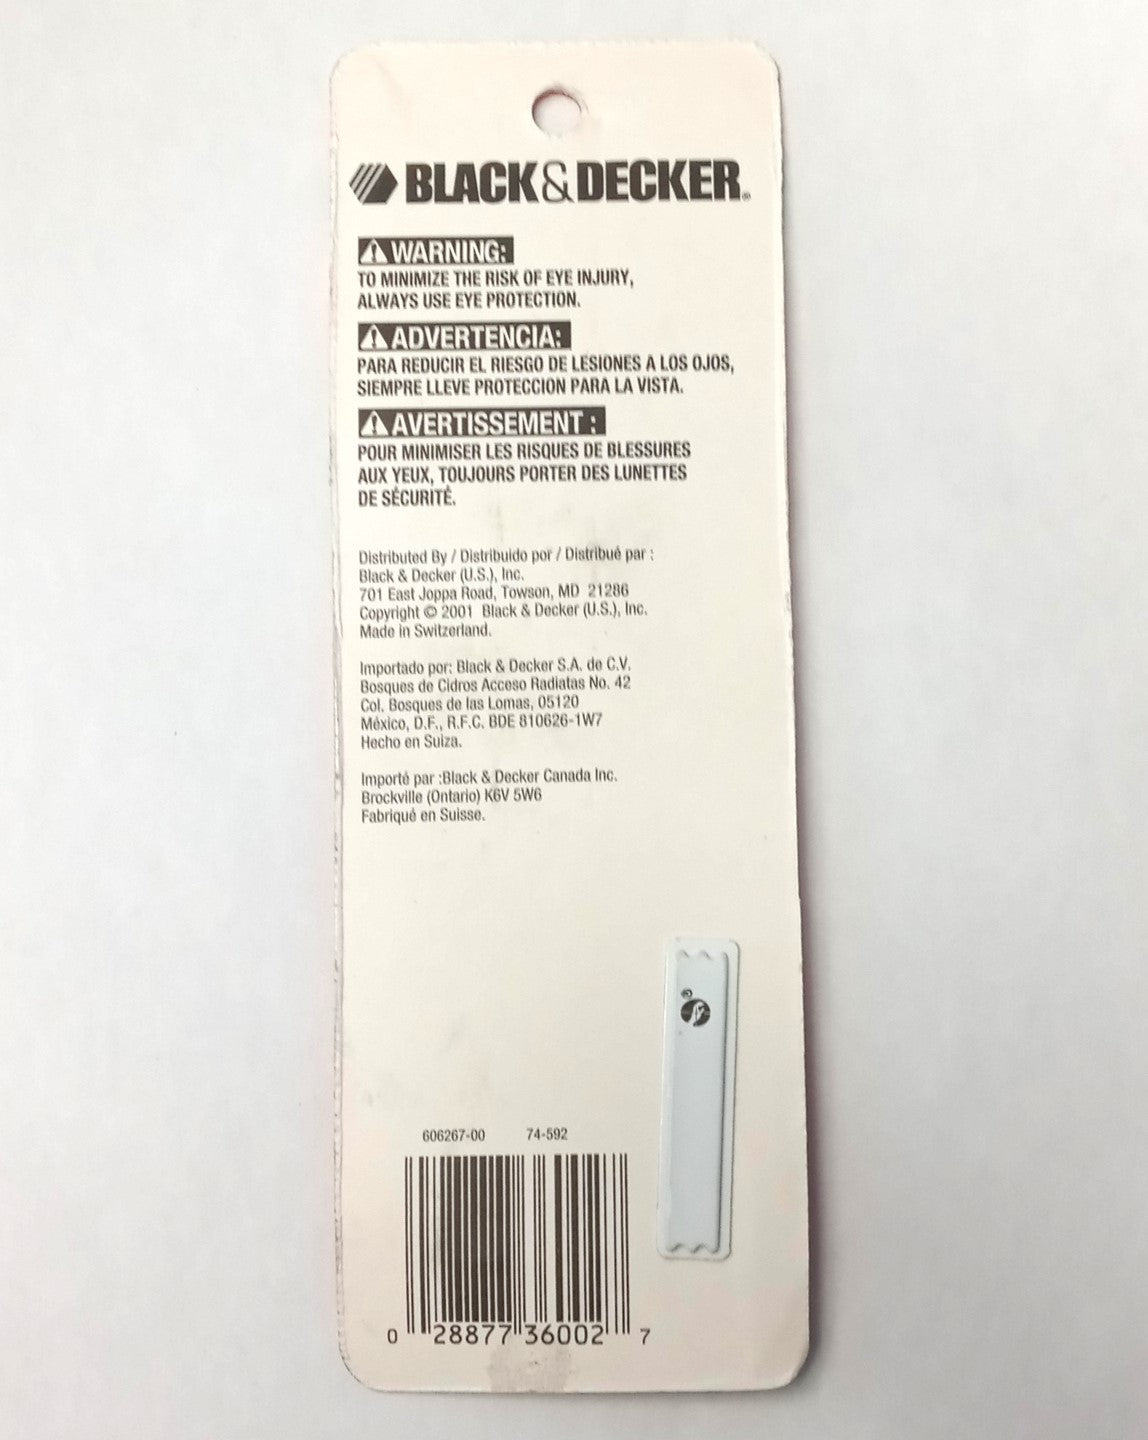 BLACK&DECKER®
WARNING:
TO MINIMIZE THE RISK OF EYE INJURY,
ALWAYS USE EYE PROTECTION.
ADVERTENCIA:
PARA REDUCIR EL RIESGO DE LESIONES A LOS OJOS,
SIEMPRE LLEVE PROTECCION PARA LA VISTA.
AVERTISSEMENT :
POUR MINIMISER LES RISQUES DE BLESSURES
AUX YEUX, TOUJOURS PORTER DES LUNETTES
DE SÉCURITÉ.
Distributed By / Distribuido por / Distribué par :
Black & Decker (U.S.), Inc.
701 East Joppa Road, Towson, MD 21286
Copyright © 2001 Black & Decker (U.S.), Inc.
Made in Switzerland.
Importado por: Black & Decker S.A. de C.V.
Bosques de Cidros Acceso Radiatas No. 42
Col. Bosques de las Lomas, 05120
México, D.F., R.F.C. BDE 810626-1W7
Hecho en Suiza.
Importé par :Black & Decker Canada Inc.
Brockville (Ontario) K6V 5W6
Fabriqué en Suisse.
606267-00 74-592
0 28877 36002 7